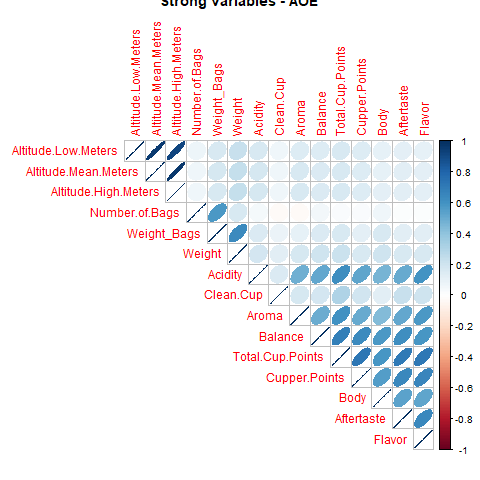 Strong Variables - AOE
Altitude.Low.Meters
Altitude.Mean.Meters
Altitude.High.Meters
Number.of.Bags
Weight_Bags
Weight
Acidity
Clean.Cup
Aroma
Balance
Total.Cup.Points
Cupper.Points
Body
Aftertaste
Flavor
Altitude.Low.Meters
Altitude.Mean.Meters
Altitude.High.Meters
Number.of.Bags
Weight_Bags
Weight
Acidity
Clean.Cup
Aroma
Balance
Total.Cup.Points
Cupper.Points
Body
Aftertaste
Flavor
1
0.8
0.6
0.4
0.2
0
-0.2
-0.4
-0.6
-0.8
-1